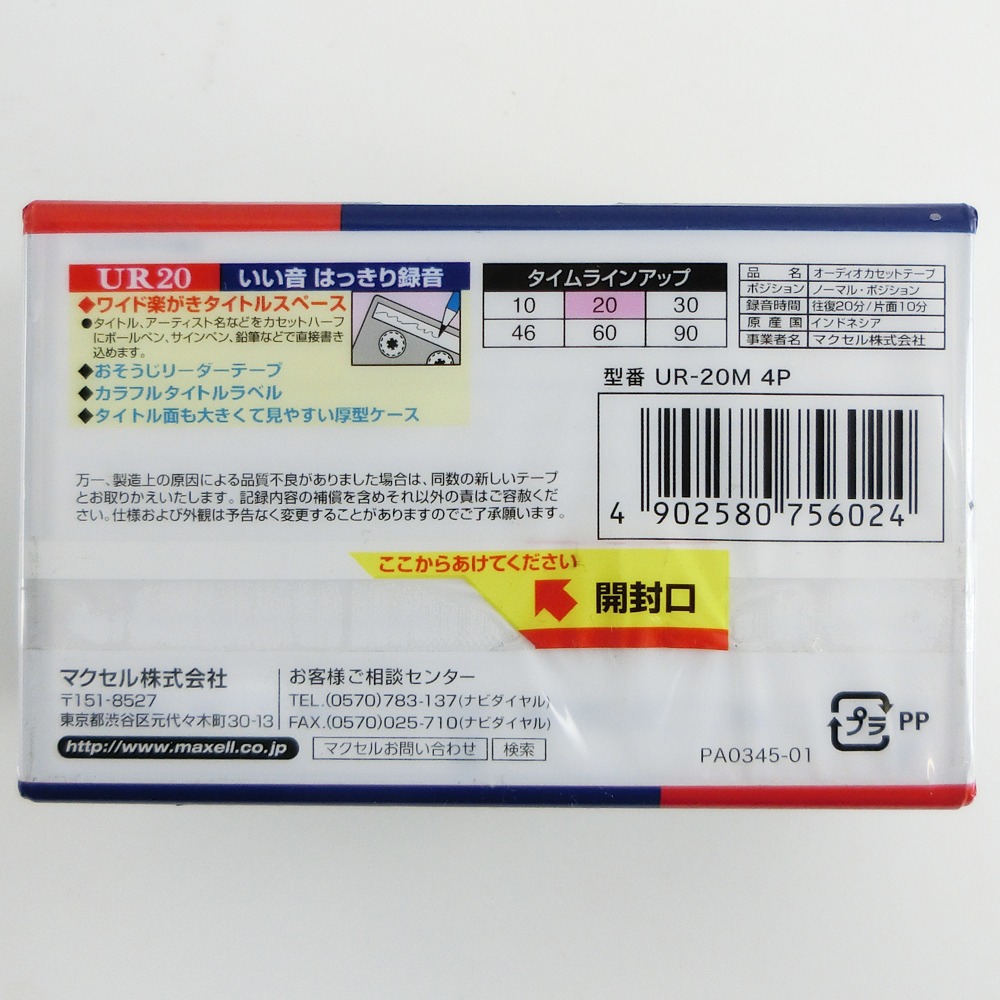 UR20 いい音 はっきり録音
◆ワイド楽がきタイトルスペース
●タイトル、アーティスト名などをカセットハーフ
にボールペン、サインペン、鉛筆などで直接書き
込めます。
◆おそうじリーダーテープ
◆カラフルタイトルラベル
◆タイトル面も大きくて見やすい厚型ケース
タイムラインアップ
10 20 30
46 60 90
品名 オーディオカセットテープ
ポジション ノーマル・ポジション
録音時間 往復20分/片面10分
原産国 インドネシア
事業者名 マクセル株式会社
型番 UR-20M 4P
4 902580 756024
万一、製造上の原因による品質不良がありました場合は、同数の新しいテープ
とお取りかえいたします。記録内容の補償を含めそれ以外の責はご容赦くだ
さい。仕様および外観は予告なく変更することがありますのでご了承願います。
ここからあけてください
開封口
マクセル株式会社
〒151-8527
東京都渋谷区元代々木町30-13
http://www.maxell.co.jp
お客様ご相談センター
TEL.(0570)783-137(ナビダイヤル)
FAX.(0570)025-710(ナビダイヤル)
マクセルお問い合わせ 検索
プラ PP
PA0345-01